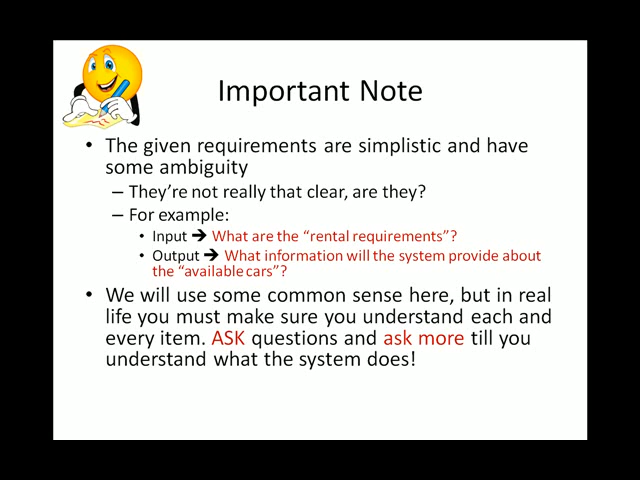 Important Note
• The given requirements are simplistic and have
some ambiguity
– They're not really that clear, are they?
– For example:
• Input ➔ What are the “rental requirements”?
• Output ➔ What information will the system provide about
the “available cars”?
• We will use some common sense here, but in real
life you must make sure you understand each and
every item. ASK questions and ask more till you
understand what the system does!